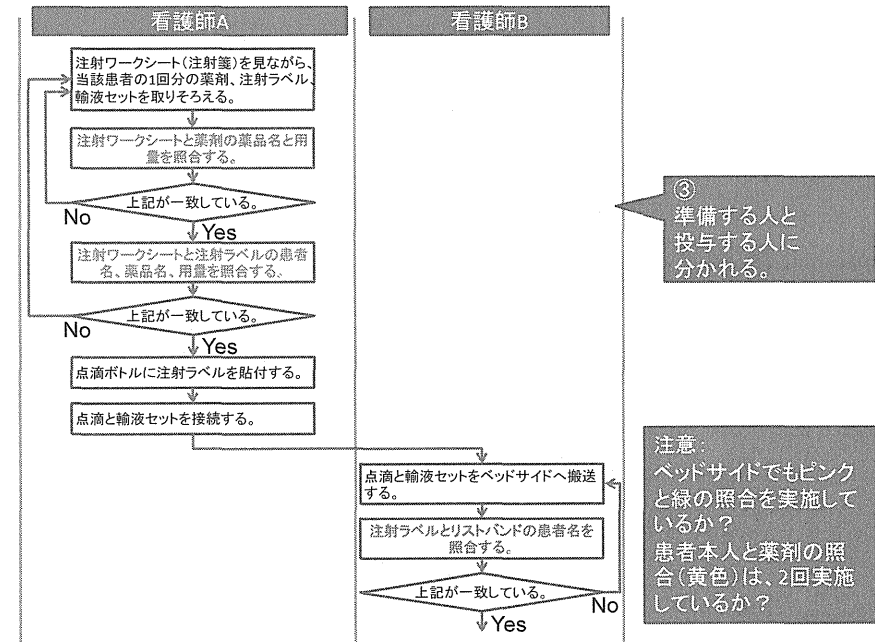 看護師A
看護師B
注射ワークシート（注射箋）を見ながら、
当該患者の1回分の薬剤、注射ラベル、
輸液セットを取りそろえる。
注射ワークシートと薬剤の薬品名と用
量を照合する。
上記が一致している。
No
Yes
注射ワークシートと注射ラベルの患者
名、薬品名、用量を照合する。
上記が一致している。
No
Yes
点滴ボトルに注射ラベルを貼付する。
点滴と輸液セットを接続する。
点滴と輸液セットをベッドサイドへ搬送
する。
注射ラベルとリストバンドの患者名を
照合する。
上記が一致している。
No
Yes
③
準備する人と
投与する人に
分かれる。
注意：
ベッドサイドでもピンク
と緑の照合を実施して
いるか？
患者本人と薬剤の照
合（黄色）は、2回実施
しているか？